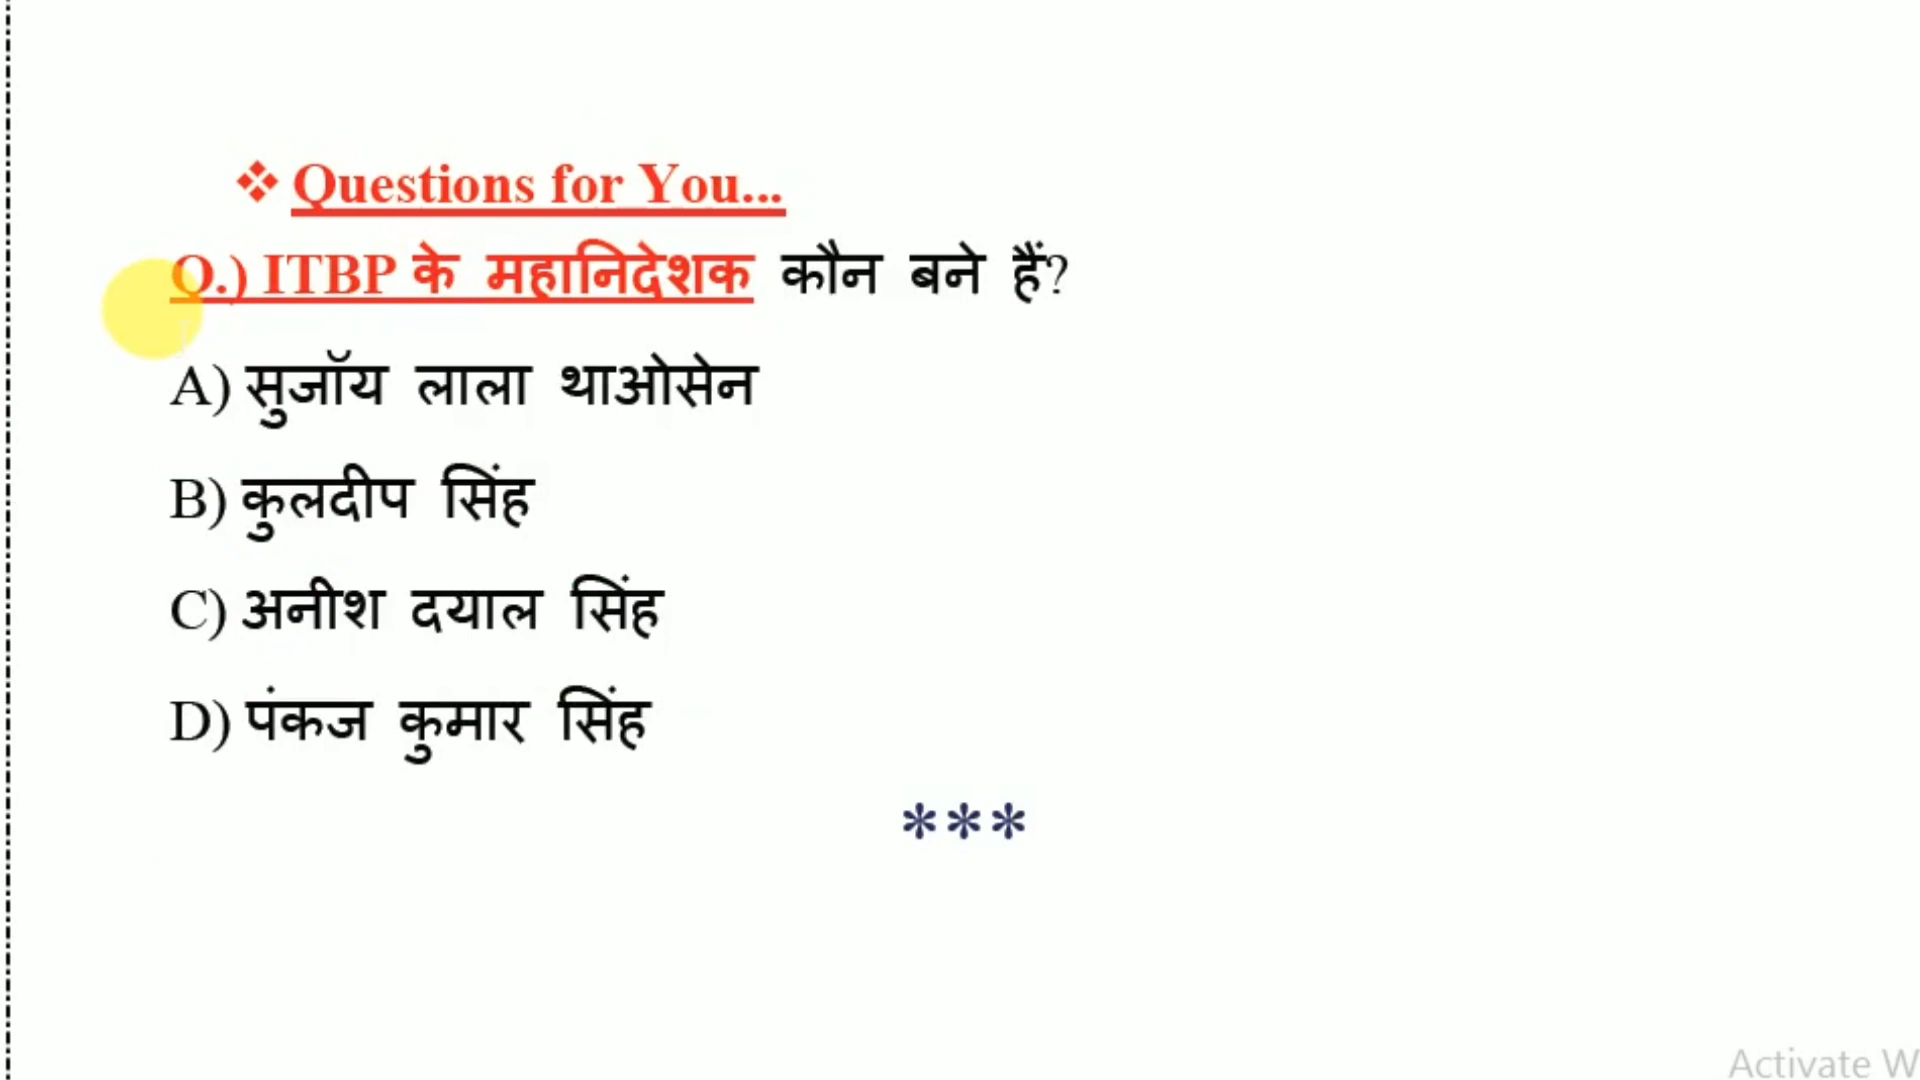 ❖ Questions for You...
Q.) ITBP के महानिदेशक कौन बने हैं?
A) सुजॉय लाला थाओसेन
B) कुलदीप सिंह
C) अनीश दयाल सिंह
D) पंकज कुमार सिंह
***
Activate W